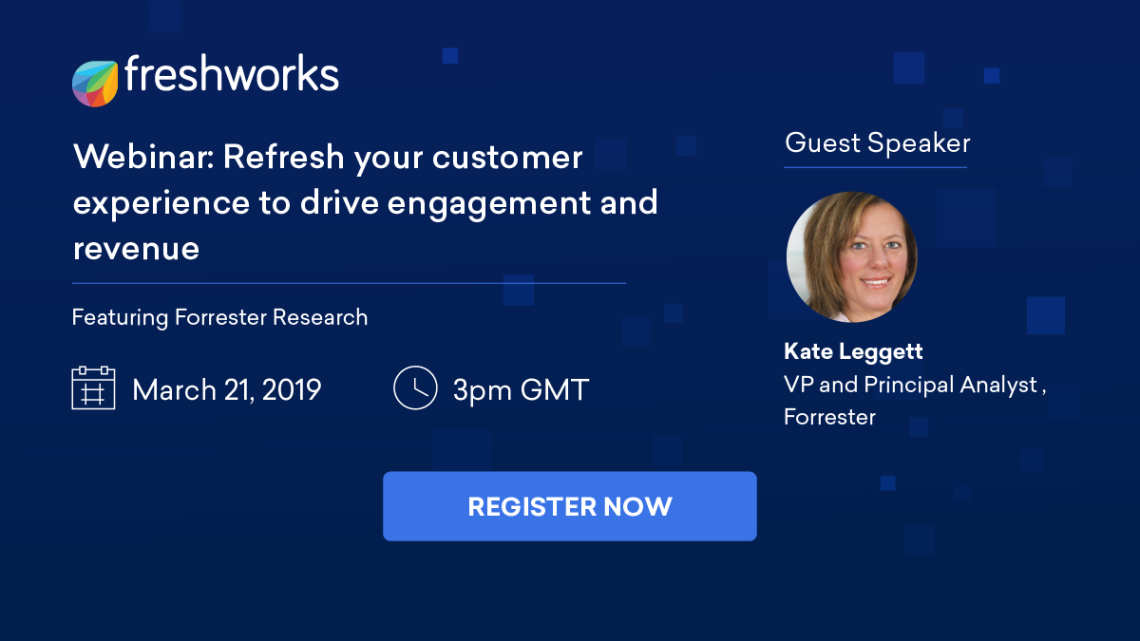 freshworks
Webinar: Refresh your customer
experience to drive engagement and
revenue
Featuring Forrester Research
March 21, 2019
3pm GMT
Guest Speaker
Kate Leggett
VP and Principal Analyst ,
Forrester
REGISTER NOW